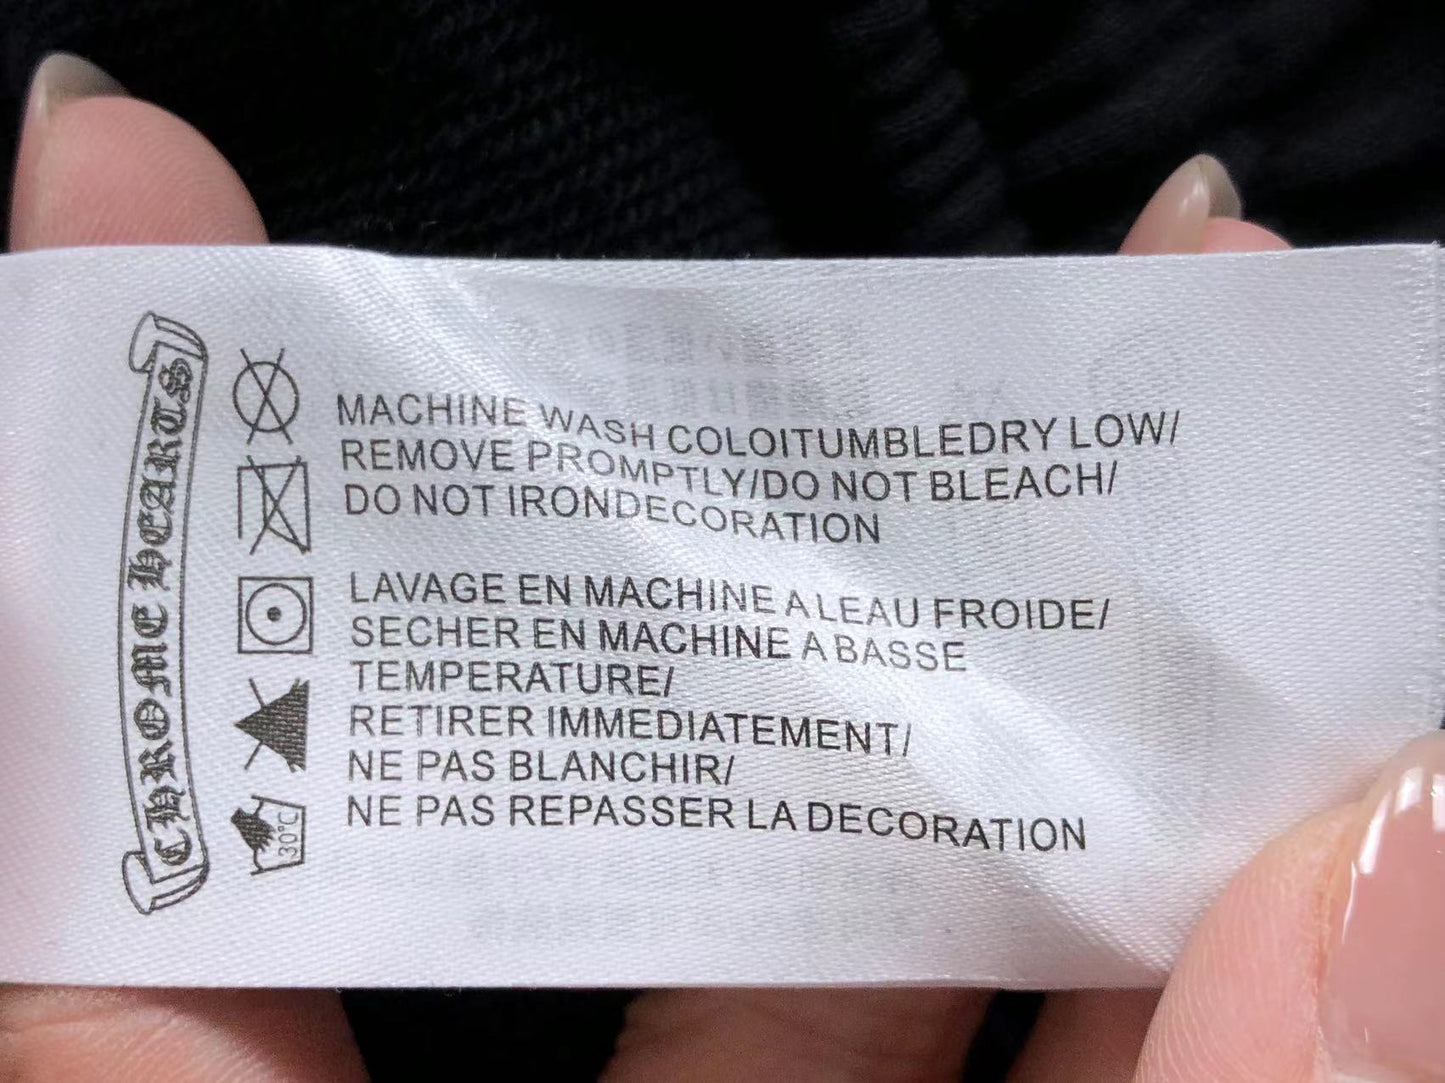 CHROME HEARTS
MACHINE WASH COLOITUMBLEDRY LOW/
REMOVE PROMPTLY/DO NOT BLEACH/
DO NOT IRONDECORATION
LAVAGE EN MACHINE A LEAU FROIDE/
SECHER EN MACHINE A BASSE
TEMPERATURE/
RETIRER IMMEDIATEMENT/
NE PAS BLANCHIR/
NE PAS REPASSER LA DECORATION
30°C